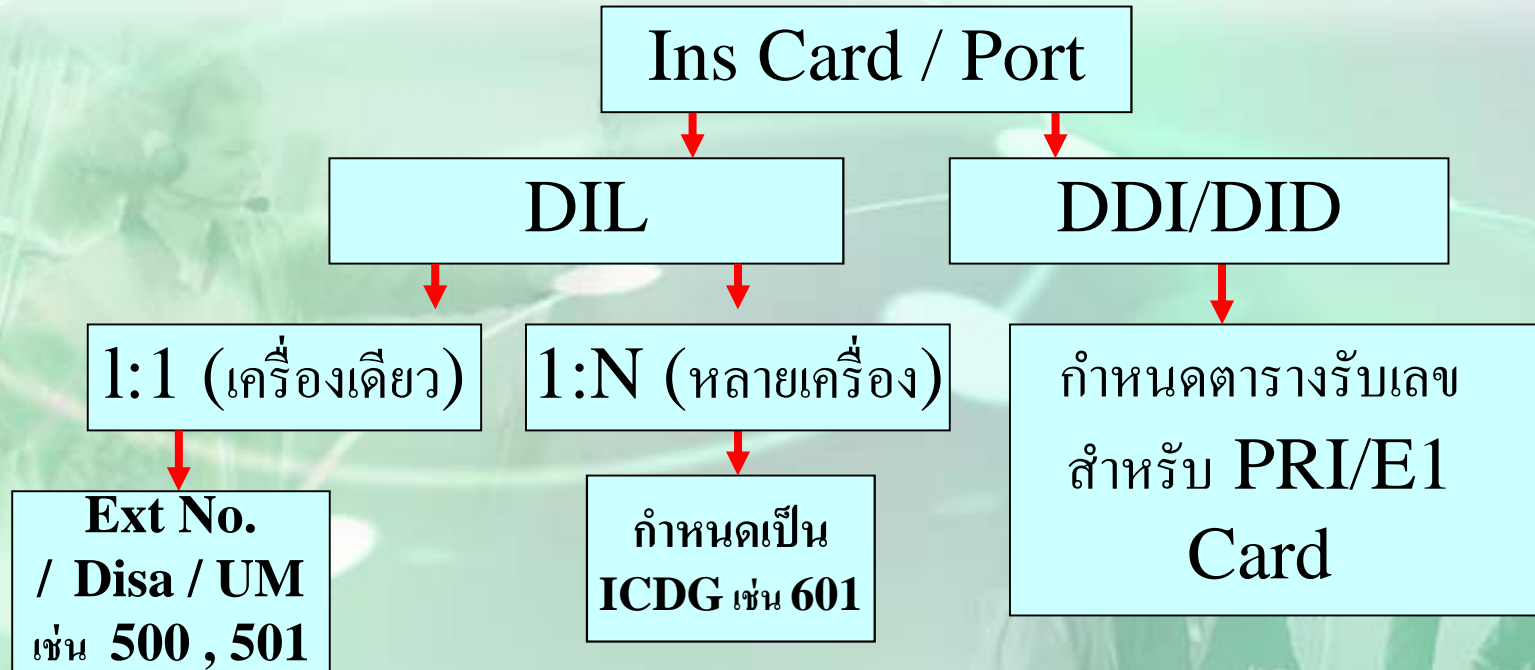 Ins Card / Port
DIL
DDI/DID
1:1 (เครื่องเดียว)
1:N (หลายเครื่อง)
กำหนดตารางรับเลข
สำหรับ PRI/E1
Card
Ext No.
/ Disa / UM
เช่น 500 , 501
กำหนดเป็น
ICDG เช่น 601